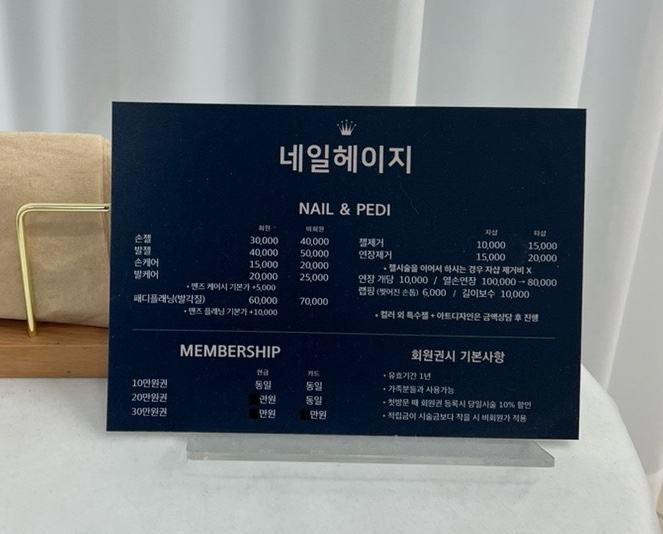 네일헤이지
NAIL & PEDI
회원 비회원
손젤 30,000 40,000
발젤 40,000 50,000
손케어 15,000 20,000
발케어 20,000 25,000
• 맨즈 케어시 기본가 +5,000
패디플래닝(발각질) 60,000 70,000
• 맨즈 플래닝 기본가 +10,000
자샵 타샵
젤제거 10,000 15,000
연장제거 15,000 20,000
• 젤시술을 이어서 하시는 경우 자샵 제거비 X
연장 개당 10,000 / 열손연장 100,000 → 80,000
랩핑 (찢어진 손톱) 6,000 / 길이보수 10,000
• 컬러 외 특수젤 + 아트디자인은 금액상담 후 진행
MEMBERSHIP
현금 카드
10만원권 동일 동일
20만원권 만원 동일
30만원권 만원 만원
회원권시 기본사항
• 유효기간 1년
• 가족분들과 사용가능
• 첫방문 때 회원권 등록시 당일시술 10% 할인
• 적립금이 시술금보다 작을 시 비회원가 적용